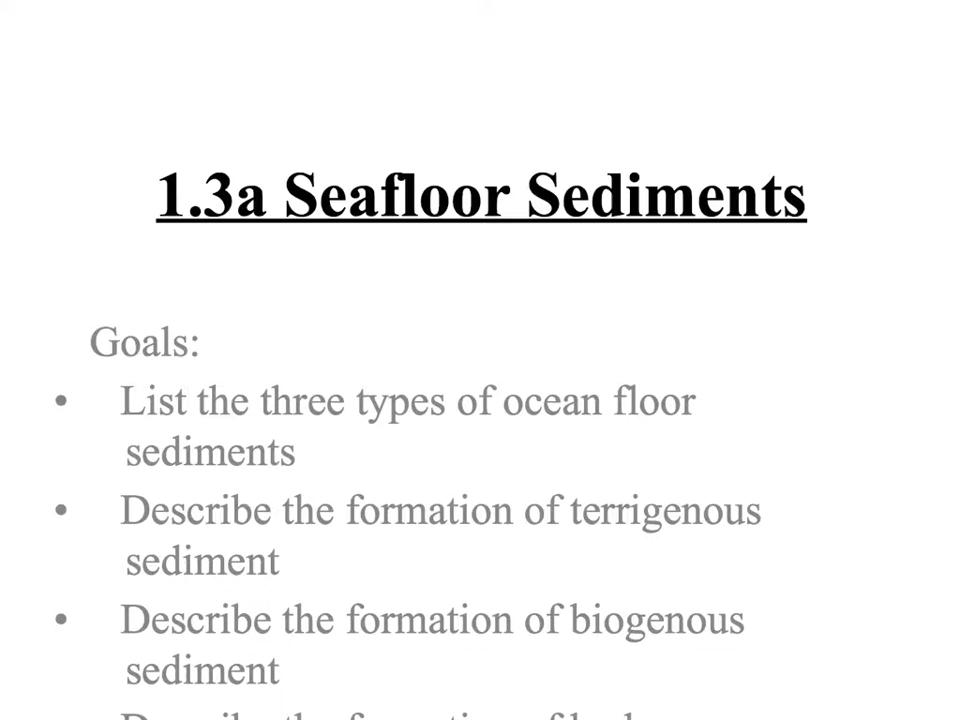 1.3a Seafloor Sediments
Goals:
• List the three types of ocean floor
sediments
• Describe the formation of terrigenous
sediment
• Describe the formation of biogenous
sediment